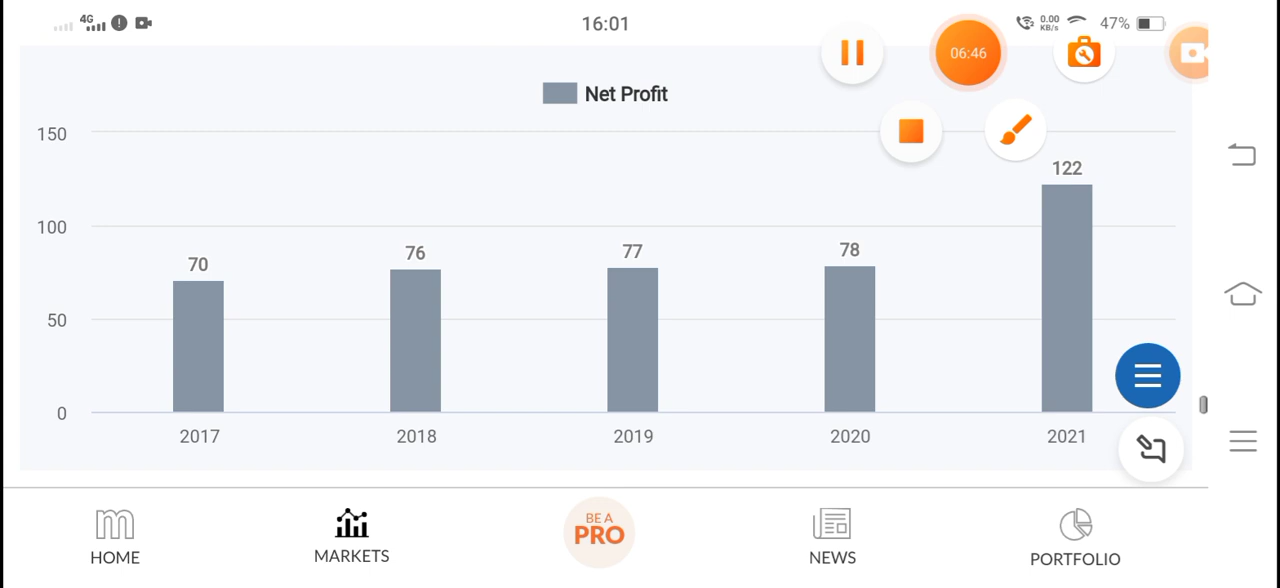 4G
16:01
0.00
KB/s
47%
06:46
Net Profit
150
100
50
0
70
76
77
78
122
2017
2018
2019
2020
2021
HOME
MARKETS
BE A
PRO
NEWS
PORTFOLIO